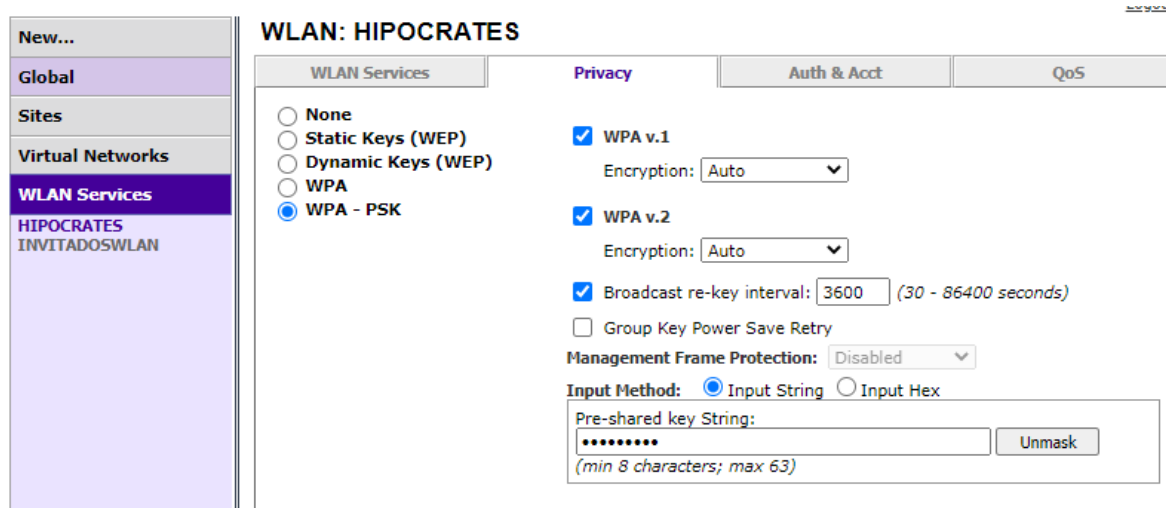 Logout
WLAN: HIPOCRATES
New...
Global
Sites
Virtual Networks
WLAN Services
HIPOCRATES
INVITADOSWLAN
WLAN Services
Privacy
Auth & Acct
QoS
None
Static Keys (WEP)
Dynamic Keys (WEP)
WPA
WPA - PSK
WPA v.1
Encryption: Auto
WPA v.2
Encryption: Auto
Broadcast re-key interval: 3600 (30 - 86400 seconds)
Group Key Power Save Retry
Management Frame Protection: Disabled
Input Method: Input String Input Hex
Pre-shared key String:
••••••••• Unmask
(min 8 characters; max 63)